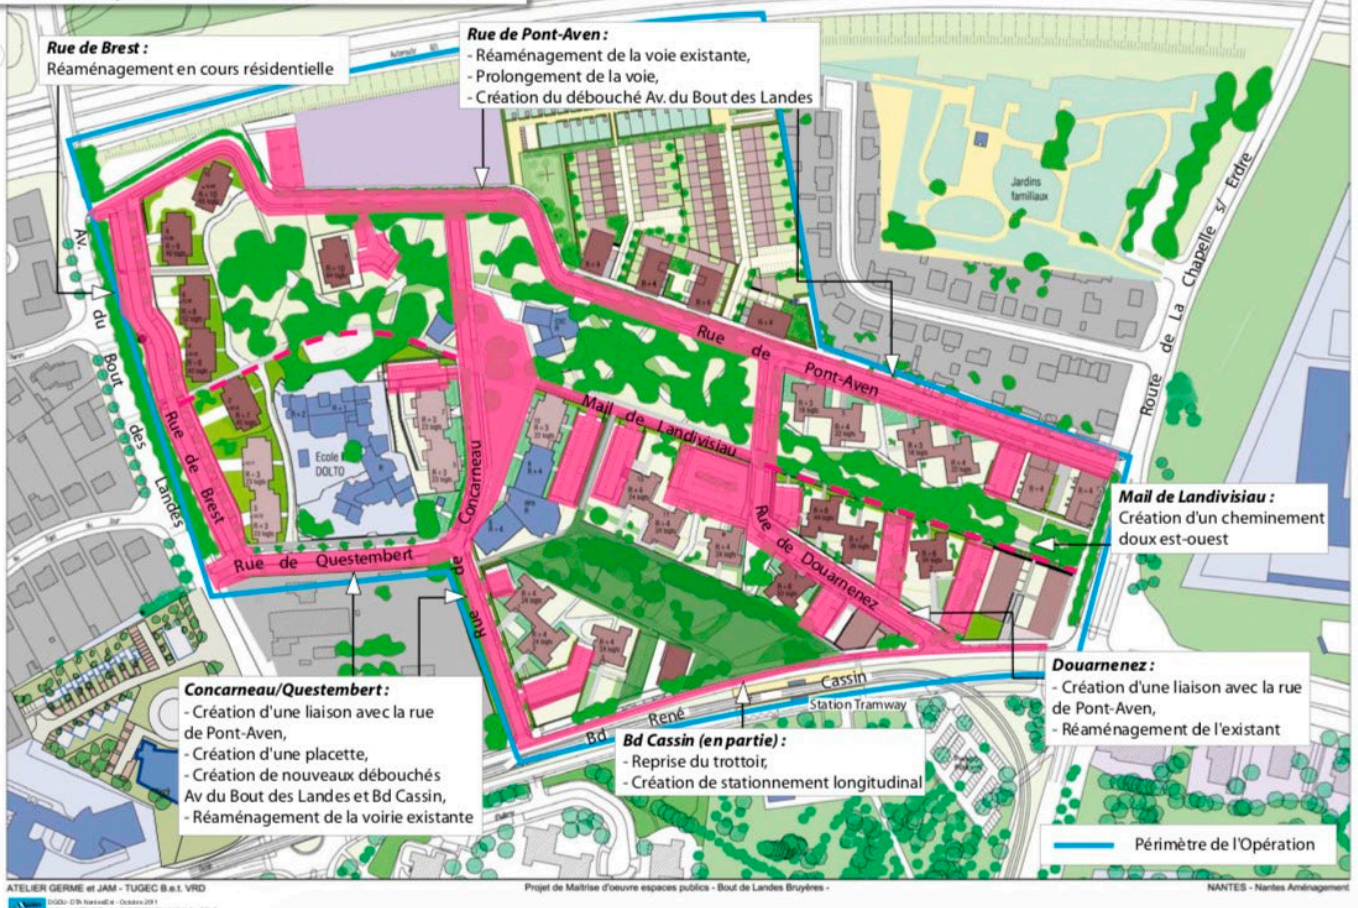 Rue de Brest :
Réaménagement en cours résidentielle
Rue de Pont-Aven :
- Réaménagement de la voie existante,
- Prolongement de la voie,
- Création du débouché Av. du Bout des Landes
Jardins
familiaux
Route de La Chapelle s/ Erdre
Av. du Bout des Landes
Rue de Pont-Aven
Mail de Landivisiau
Rue de Brest
Ecole
DOLTO
Rue de Concarneau
Rue de Questembert
Rue de Douarnenez
Mail de Landivisiau :
Création d'un cheminement
doux est-ouest
Concarneau/Questembert :
- Création d'une liaison avec la rue
de Pont-Aven,
- Création d'une placette,
- Création de nouveaux débouchés
Av du Bout des Landes et Bd Cassin,
- Réaménagement de la voirie existante
Bd René Cassin
Station Tramway
Bd Cassin (en partie) :
- Reprise du trottoir,
- Création de stationnement longitudinal
Douarnenez :
- Création d'une liaison avec la rue
de Pont-Aven,
- Réaménagement de l'existant
Périmètre de l'Opération
ATELIER GERME et JAM - TUGEC B.e.t. VRD
Projet de Maîtrise d'oeuvre espaces publics - Bout de Landes Bruyères -
NANTES - Nantes Aménagement